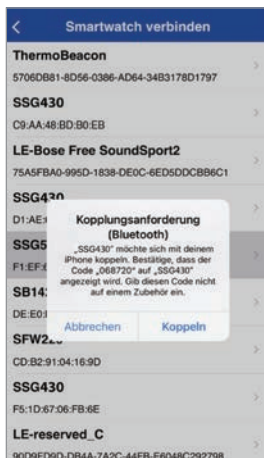 Smartwatch verbinden
ThermoBeacon
5706DB81-8D56-0386-AD64-34B3178D1797
SSG430
C9:AA:48:BD:B0:EB
LE-Bose Free SoundSport2
75A5FBA0-995D-1838-DE0C-6ED5DDCBB6C1
SSG430
D1:AE:
Kopplungsanforderung
(Bluetooth)
„SSG430“ möchte sich mit deinem
iPhone koppeln. Bestätige, dass der
Code „068720“ auf „SSG430“
angezeigt wird. Gib diesen Code nicht
auf einem Zubehör ein.
Abbrechen
Koppeln
SSG5
F1:EF:
SB14
DE:E0:
CD:B2:91:04:16:9D
SSG430
F5:1D:67:06:FB:6E
LE-reserved_C
90D9FD9D-DB4A-7A2C-44FB-E6048C292798